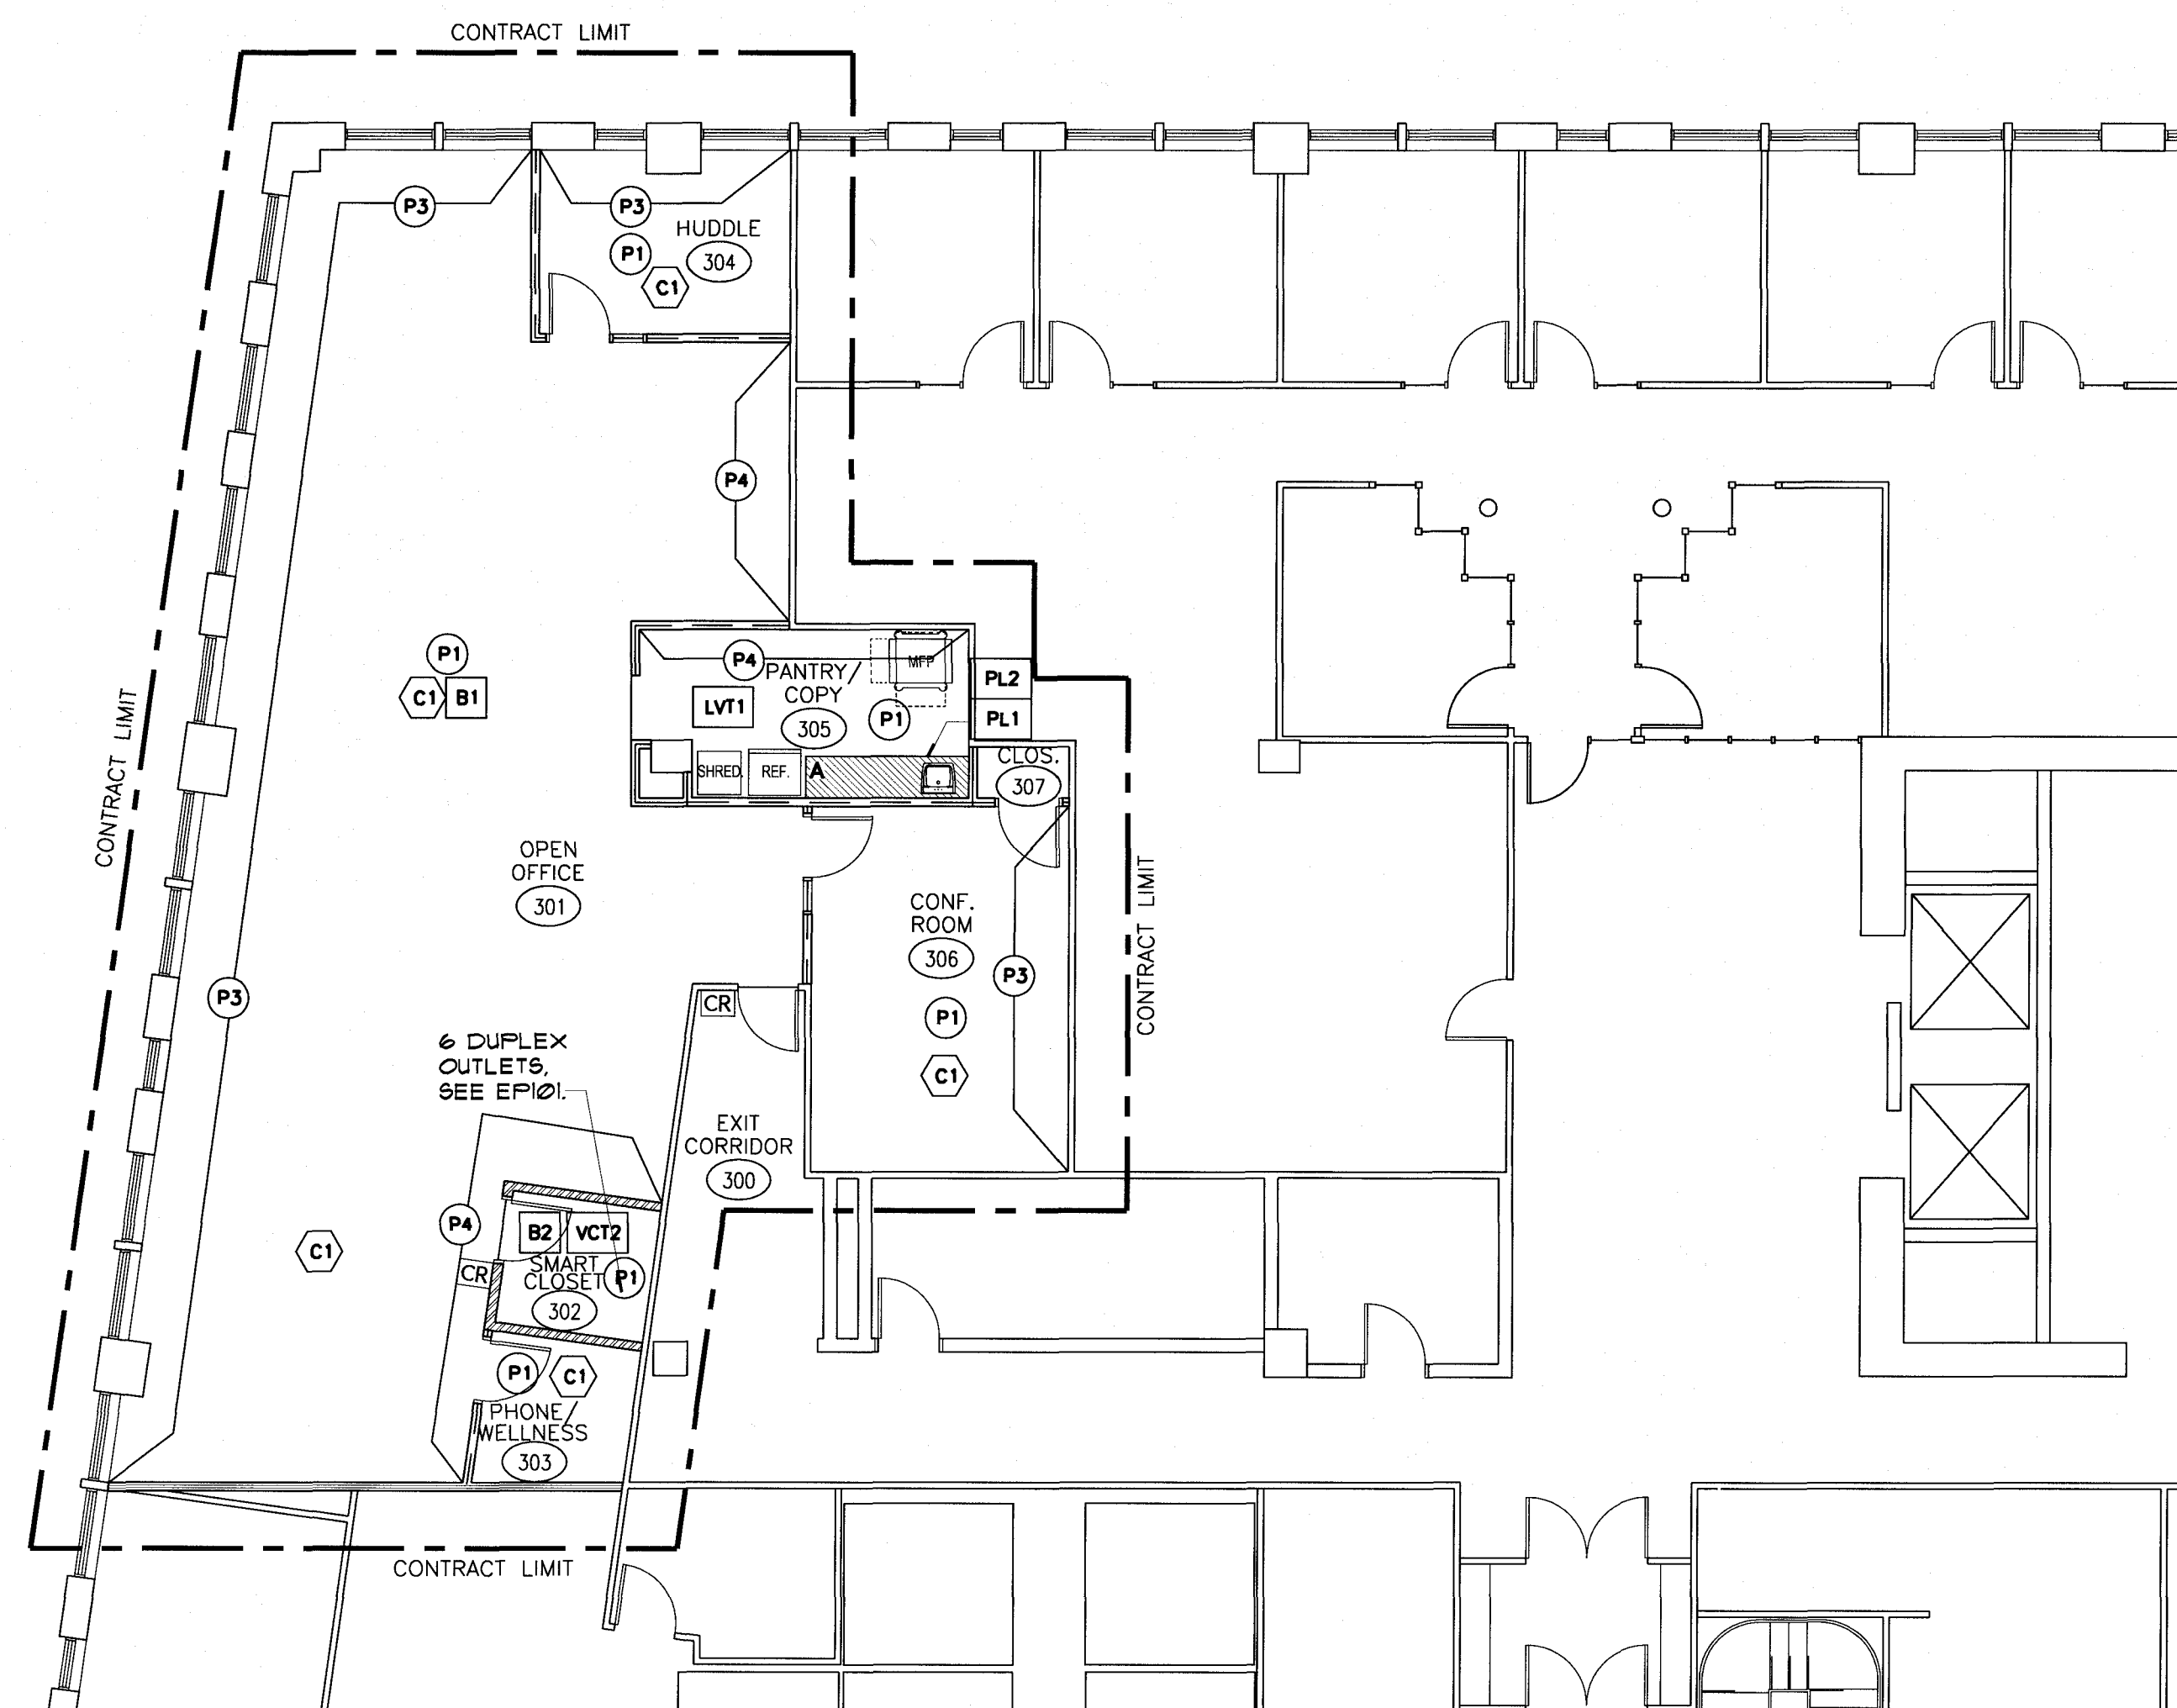 CONTRACT LIMIT
P3
P3
HUDDLE
P1
304
C1
P4
P1
C1
B1
P4
PANTRY/
COPY
MFP
LVT1
305
P1
PL2
PL1
SHRED.
REF.
A
CLOS.
307
CONTRACT LIMIT
OPEN
OFFICE
301
CONF.
ROOM
306
P3
P1
C1
CONTRACT LIMIT
P3
CR
6 DUPLEX
OUTLETS,
SEE EP101.
EXIT
CORRIDOR
300
P4
C1
B2
VCT2
CR
SMART
CLOSET
P1
302
P1
C1
PHONE/
WELLNESS
303
CONTRACT LIMIT